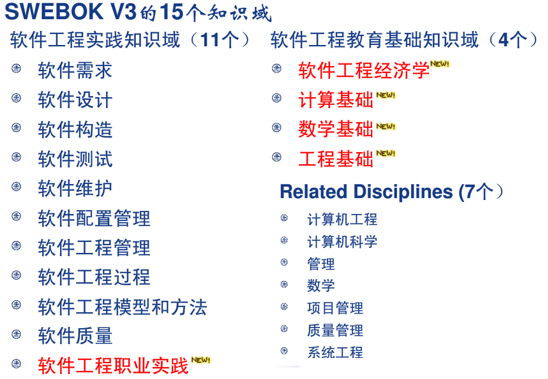 SWEBOK V3的15个知识域
软件工程实践知识域（11个）
软件需求
软件设计
软件构造
软件测试
软件维护
软件配置管理
软件工程管理
软件工程过程
软件工程模型和方法
软件质量
软件工程职业实践 NEW!
软件工程教育基础知识域（4个）
软件工程经济学 NEW!
计算基础 NEW!
数学基础 NEW!
工程基础 NEW!
Related Disciplines (7个）
计算机工程
计算机科学
管理
数学
项目管理
质量管理
系统工程